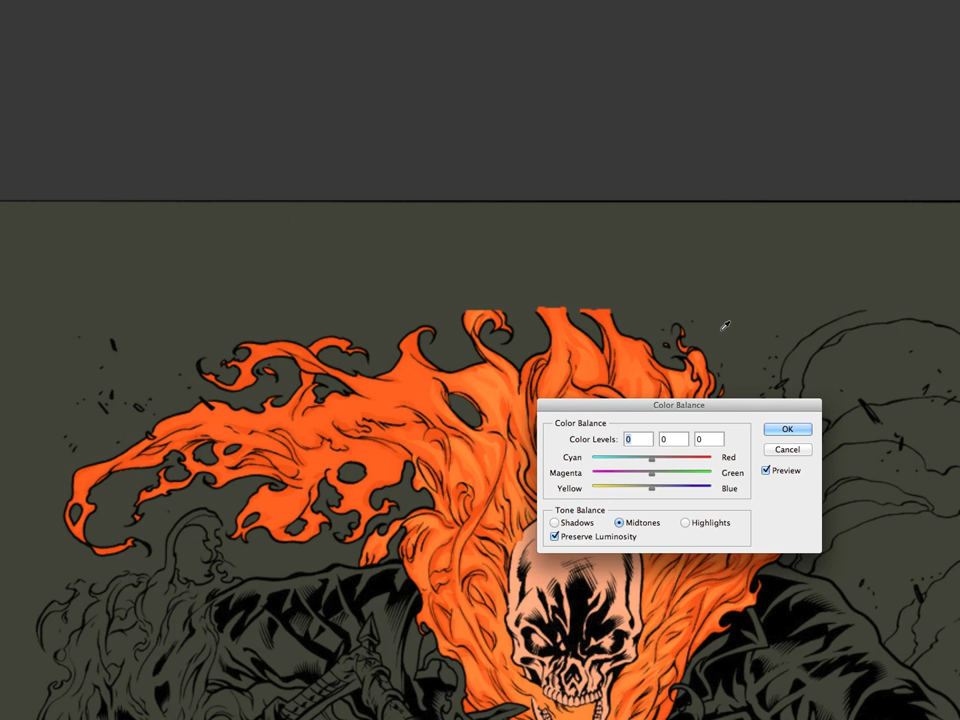 Color Balance
Color Balance
Color Levels: 0 0 0
Cyan Red
Magenta Green
Yellow Blue
Tone Balance
Shadows Midtones Highlights
Preserve Luminosity
OK
Cancel
Preview